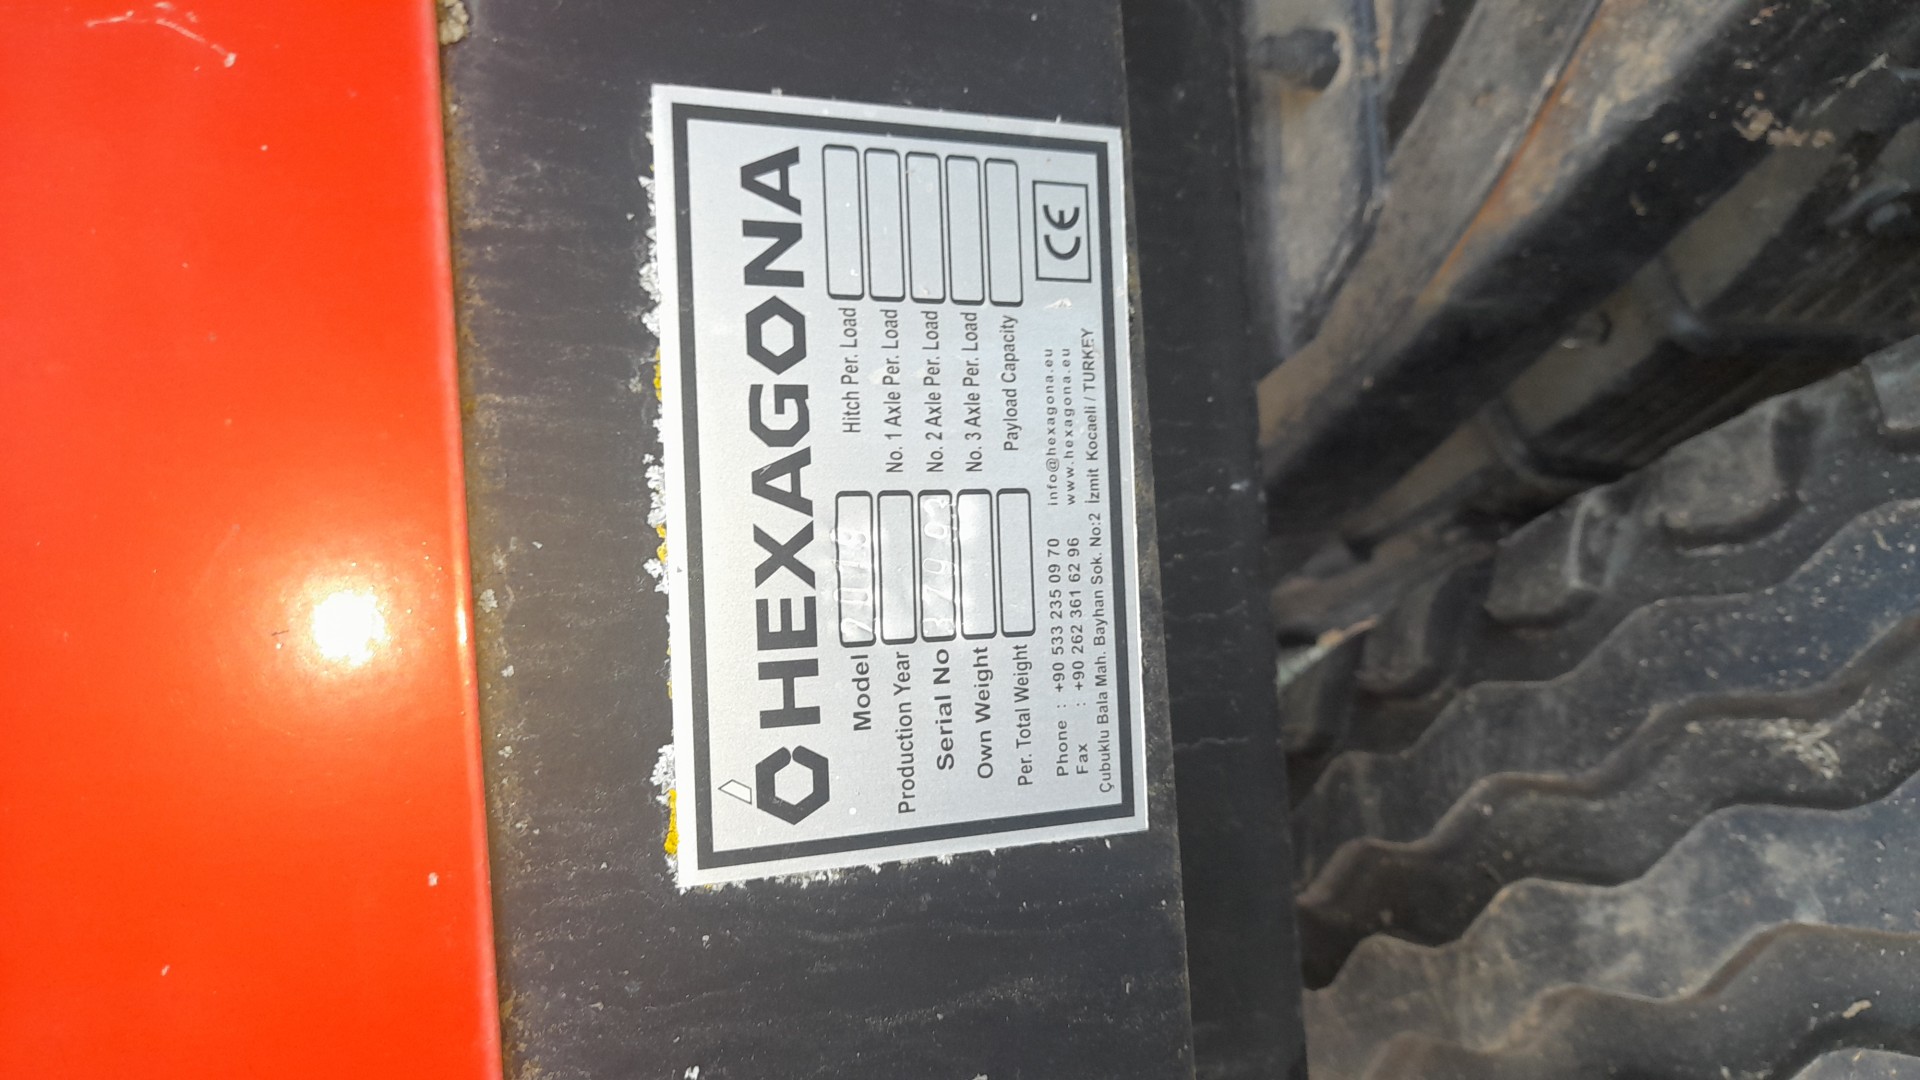 HEXAGONA
Model 2018 Hitch Per. Load
Production Year No. 1 Axle Per. Load
Serial No No. 2 Axle Per. Load
Own Weight No. 3 Axle Per. Load
Per. Total Weight Payload Capacity
Phone : +90 533 235 09 70 info@hexagona.eu
Fax : +90 262 361 62 96 www.hexagona.eu
Çubuklu Bala Mah. Bayhan Sok. No:2 İzmit Kocaeli / TURKEY
CE